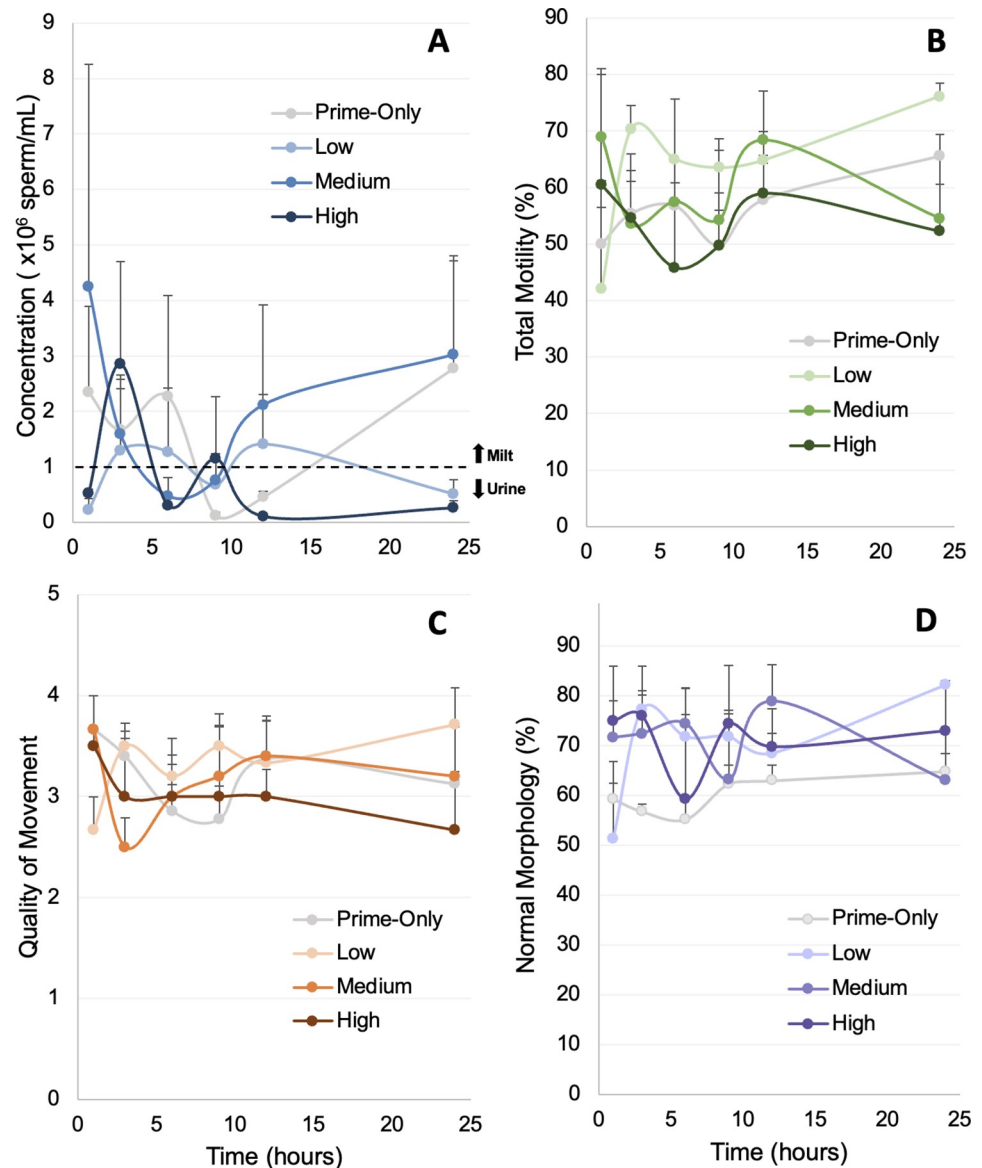 A
Concentration ( x10⁶ sperm/mL)
9
8
7
6
5
4
3
2
1
0
Prime-Only
Low
Medium
High
Milt
Urine
0 5 10 15 20 25
B
Total Motility (%)
90
80
70
60
50
40
30
20
10
0
Prime-Only
Low
Medium
High
0 5 10 15 20 25
C
Quality of Movement
5
4
3
2
1
0
Prime-Only
Low
Medium
High
0 5 10 15 20 25
Time (hours)
D
Normal Morphology (%)
90
80
70
60
50
40
30
20
10
0
Prime-Only
Low
Medium
High
0 5 10 15 20 25
Time (hours)